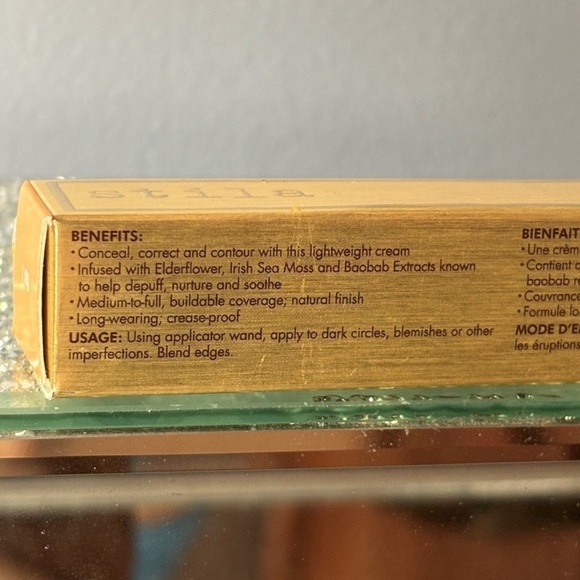 stila
BENEFITS:
• Conceal, correct and contour with this lightweight cream
• Infused with Elderflower, Irish Sea Moss and Baobab Extracts known
to help depuff, nurture and soothe
• Medium-to-full, buildable coverage; natural finish
• Long-wearing; crease-proof
USAGE: Using applicator wand, apply to dark circles, blemishes or other
imperfections. Blend edges.
BIENFAIT
• Une crèm
• Contient
baobab
• Couvranc
• Formule lo
MODE D'E
les éruptions